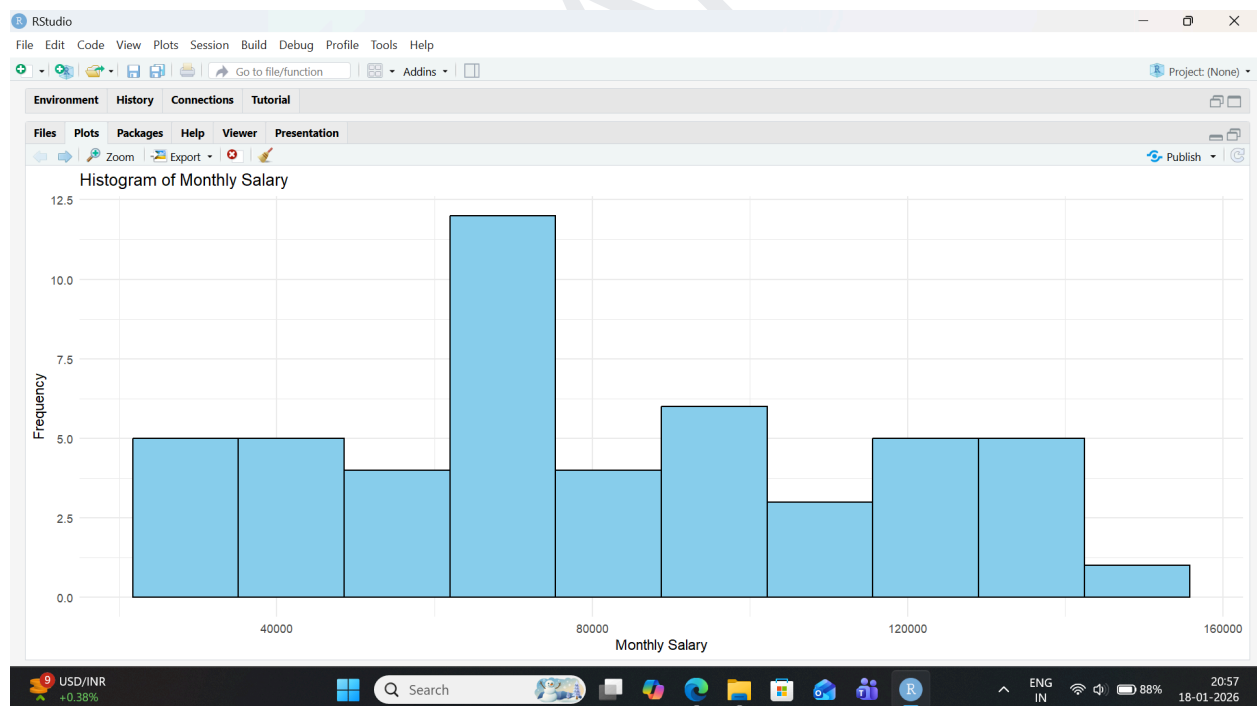 RStudio
File Edit Code View Plots Session Build Debug Profile Tools Help
Go to file/function Addins Project: (None)
Environment History Connections Tutorial
Files Plots Packages Help Viewer Presentation
Zoom Export Publish
Histogram of Monthly Salary
12.5
10.0
7.5
5.0
2.5
0.0
Frequency
40000 80000 120000 160000
Monthly Salary
9 USD/INR
+0.38%
Search
R
ENG
IN
88%
20:57
18-01-2026